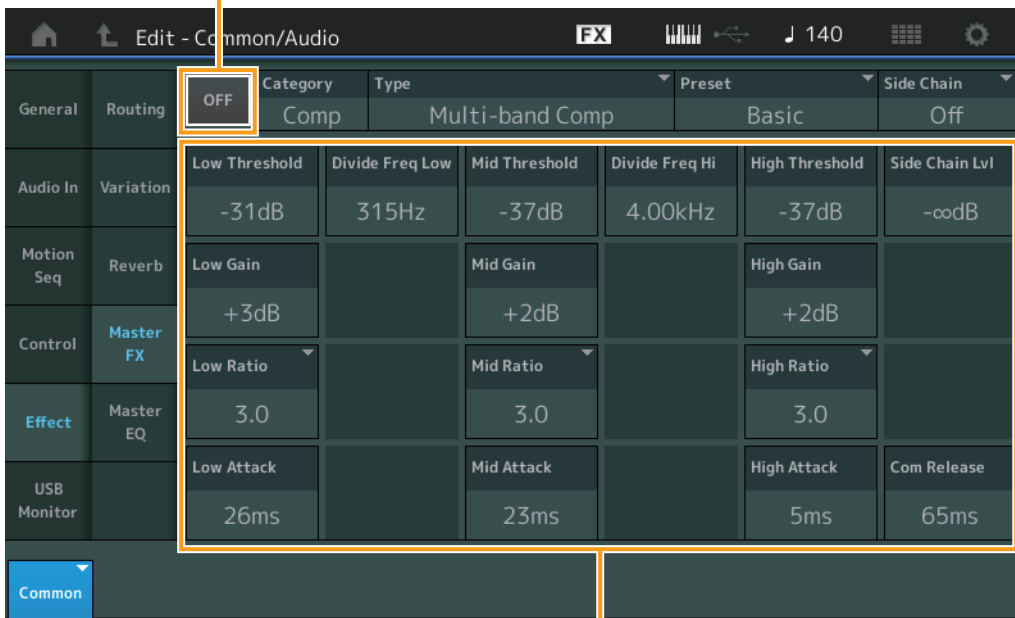 Edit - Common/Audio FX ♩ 140
General
Audio In
Motion
Seq
Control
Effect
USB
Monitor
Routing
Variation
Reverb
Master
FX
Master
EQ
OFF
Category
Comp
Type
Multi-band Comp
Preset
Basic
Side Chain
Off
Low Threshold
-31dB
Divide Freq Low
315Hz
Mid Threshold
-37dB
Divide Freq Hi
4.00kHz
High Threshold
-37dB
Side Chain Lvl
-∞dB
Low Gain
+3dB
Mid Gain
+2dB
High Gain
+2dB
Low Ratio
3.0
Mid Ratio
3.0
High Ratio
3.0
Low Attack
26ms
Mid Attack
23ms
High Attack
5ms
Com Release
65ms
Common